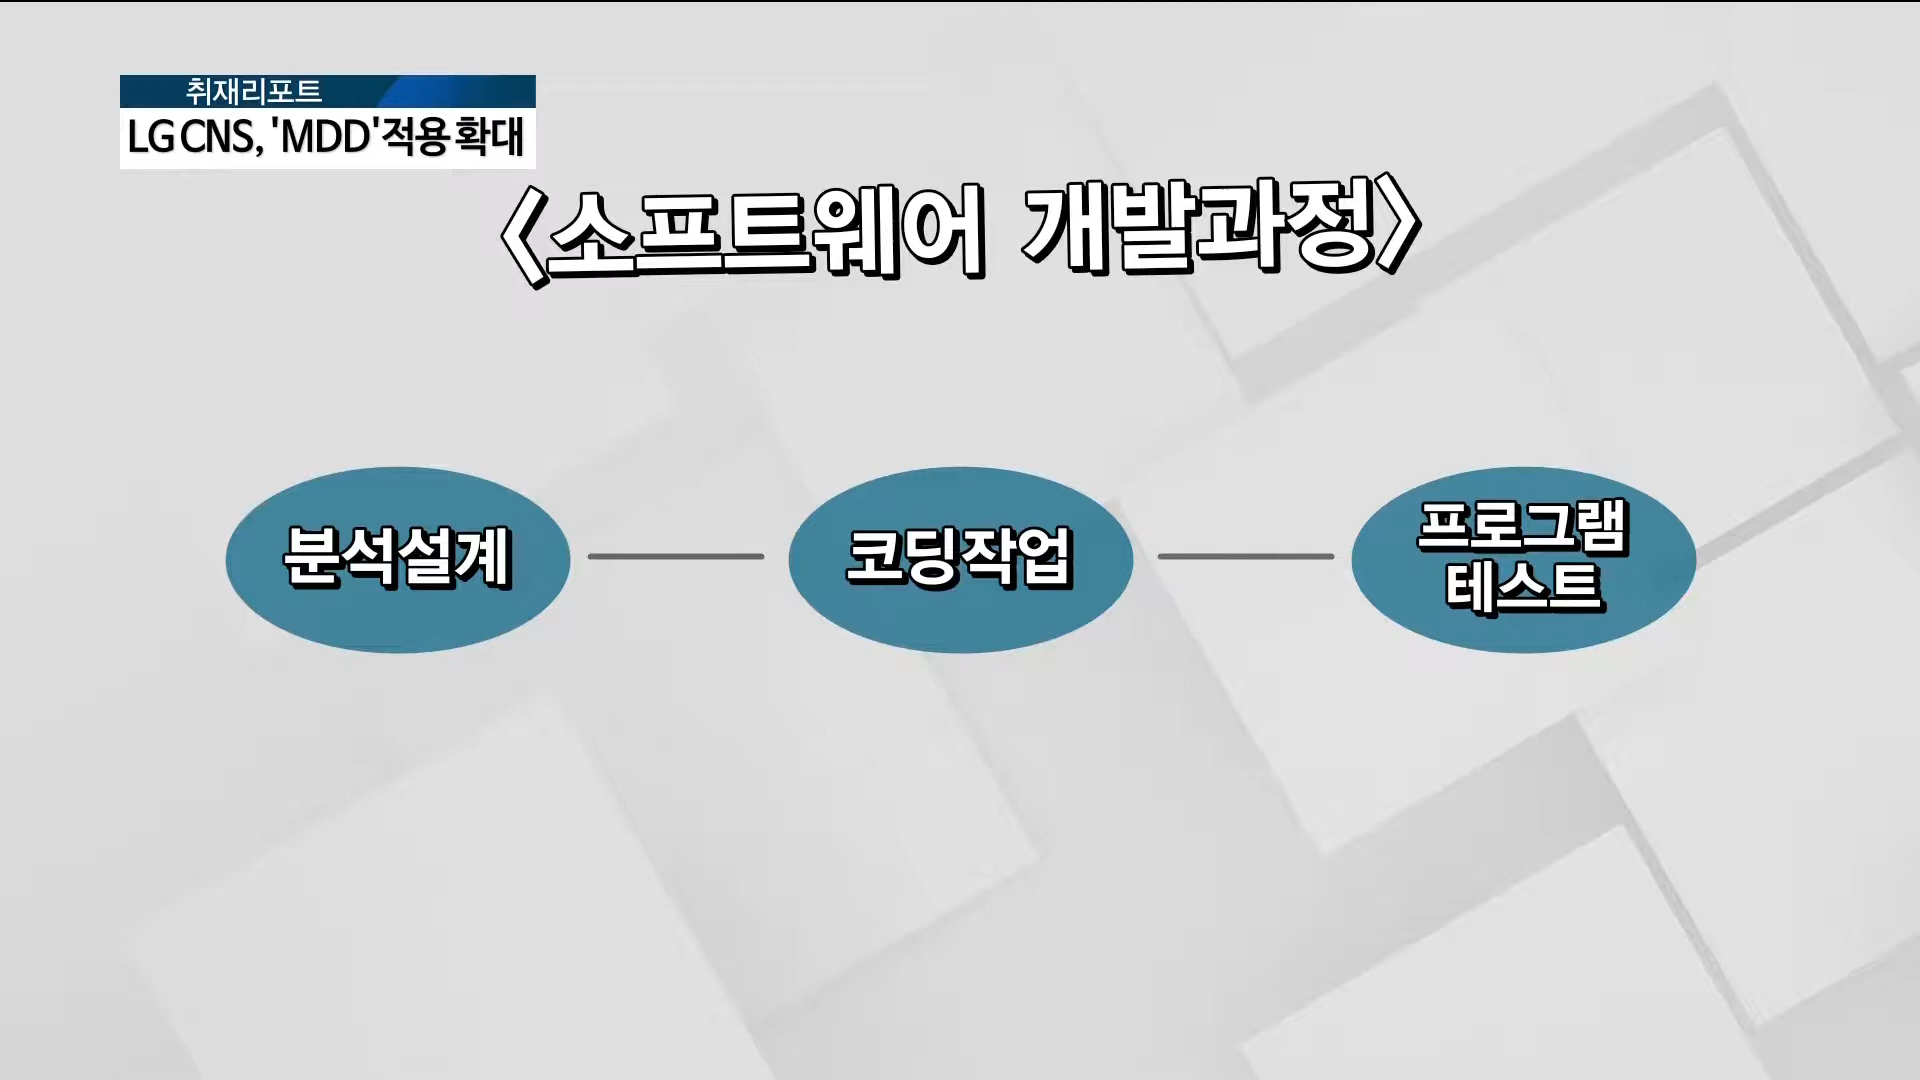 취재리포트
LG CNS, 'MDD' 적용 확대
<소프트웨어 개발과정>
분석설계
코딩작업
프로그램
테스트